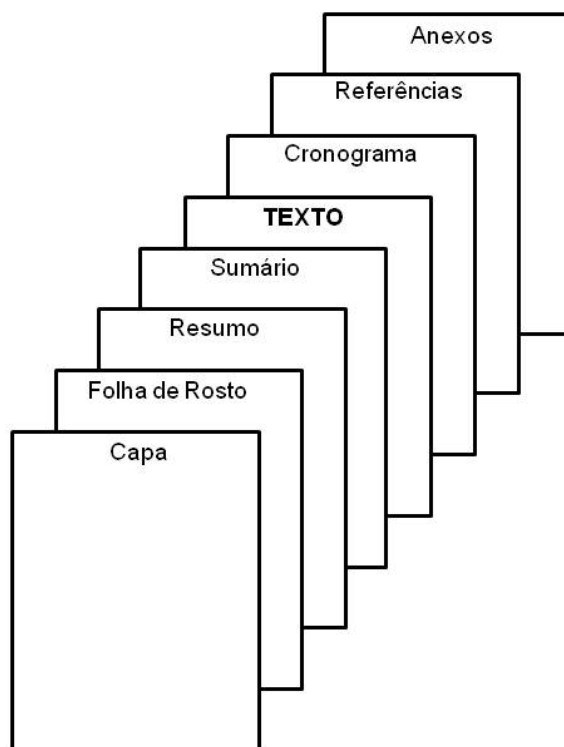 Anexos
Referências
Cronograma
TEXTO
Sumário
Resumo
Folha de Rosto
Capa